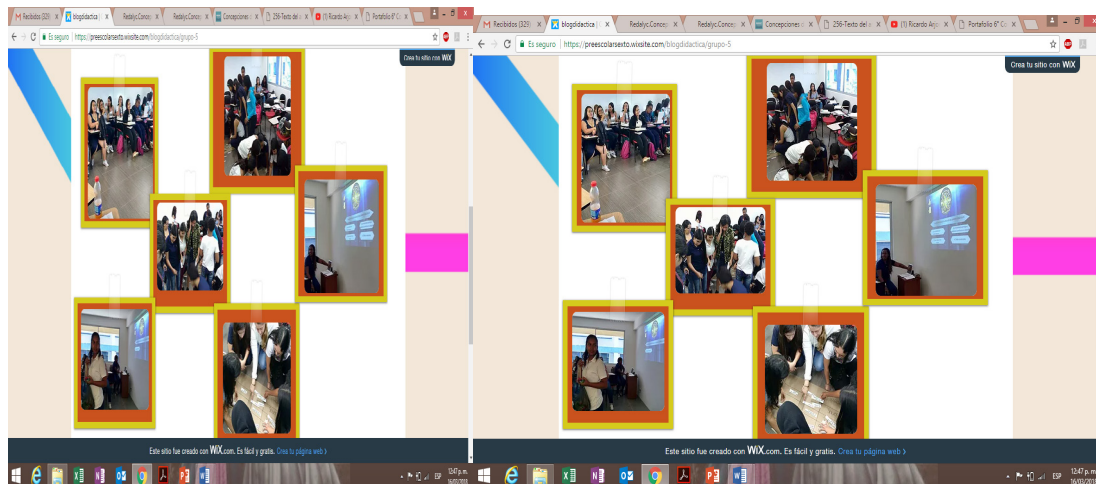 Recibidos (329)
blogdidactica |
Redalyc.Concep
Redalyc.Concep
Concepciones
256-Texto del
(1) Ricardo Arjo
Portafolio 6° C
Es seguro
https://preescolarsexto.wixsite.com/blogdidactica/grupo-5
Crea tu sitio con WiX
Este sitio fue creado con WiX.com. Es fácil y gratis. Crea tu página web >
ESP
12:47 p.m.
16/03/2018
Recibidos (329)
blogdidactica |
Redalyc.Concep
Redalyc.Concep
Concepciones
256-Texto del
(1) Ricardo Arjo
Portafolio 6° C
Es seguro
https://preescolarsexto.wixsite.com/blogdidactica/grupo-5
Crea tu sitio con WiX
Este sitio fue creado con WiX.com. Es fácil y gratis. Crea tu página web >
ESP
12:47 p.m.